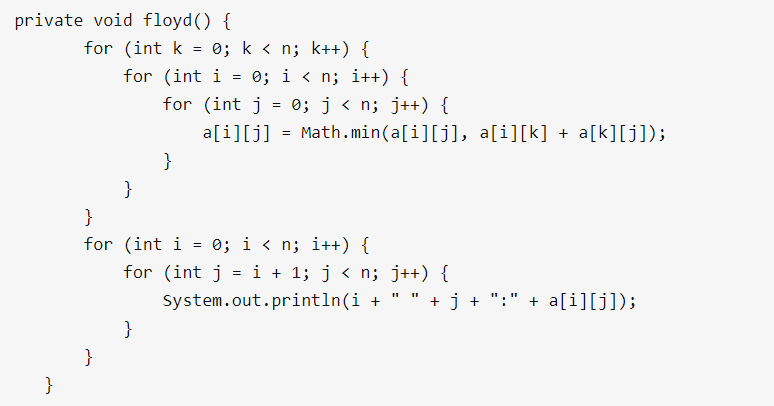 private void floyd() {
        for (int k = 0; k < n; k++) {
            for (int i = 0; i < n; i++) {
                for (int j = 0; j < n; j++) {
                    a[i][j] = Math.min(a[i][j], a[i][k] + a[k][j]);
                }
            }
        }
        for (int i = 0; i < n; i++) {
            for (int j = i + 1; j < n; j++) {
                System.out.println(i + " " + j + ":" + a[i][j]);
            }
        }
    }